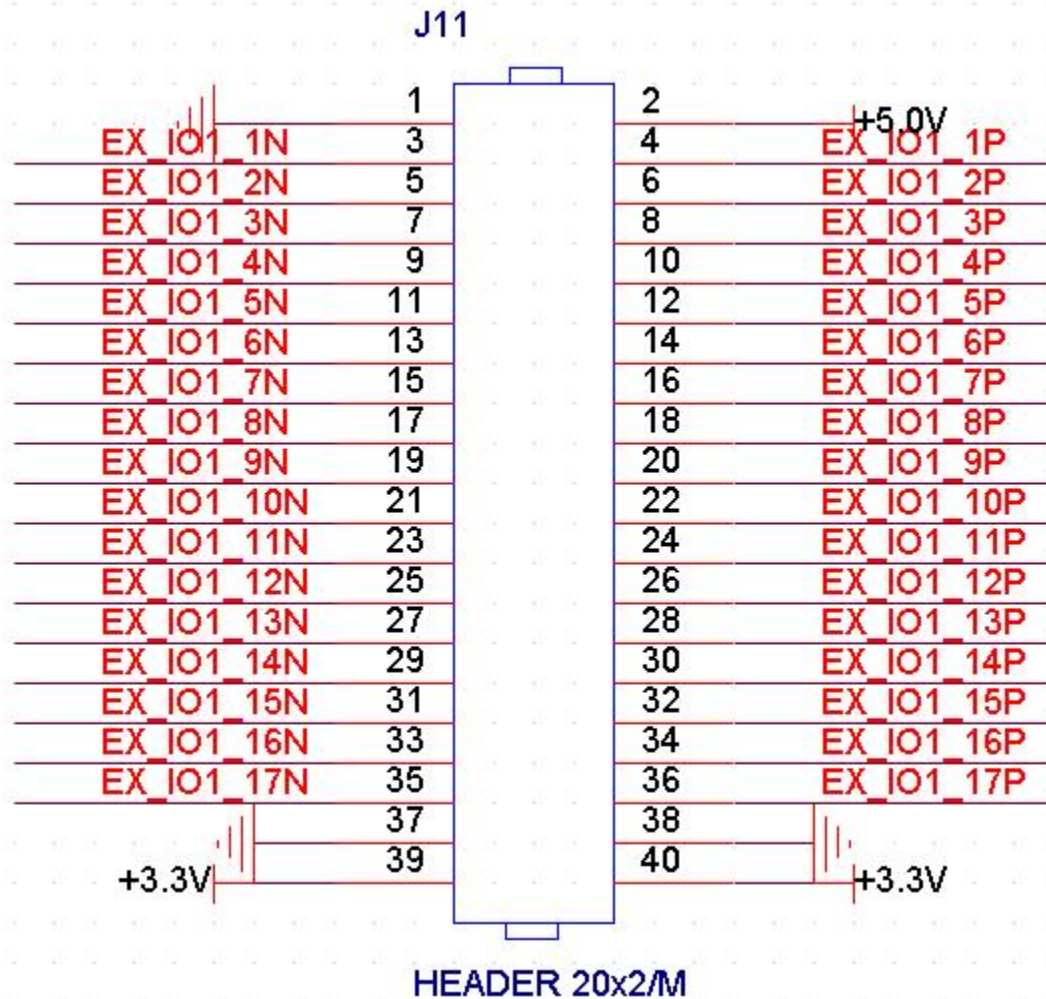 J11
1 2 +5.0V
EX_IO1_1N 3 4 EX_IO1_1P
EX_IO1_2N 5 6 EX_IO1_2P
EX_IO1_3N 7 8 EX_IO1_3P
EX_IO1_4N 9 10 EX_IO1_4P
EX_IO1_5N 11 12 EX_IO1_5P
EX_IO1_6N 13 14 EX_IO1_6P
EX_IO1_7N 15 16 EX_IO1_7P
EX_IO1_8N 17 18 EX_IO1_8P
EX_IO1_9N 19 20 EX_IO1_9P
EX_IO1_10N 21 22 EX_IO1_10P
EX_IO1_11N 23 24 EX_IO1_11P
EX_IO1_12N 25 26 EX_IO1_12P
EX_IO1_13N 27 28 EX_IO1_13P
EX_IO1_14N 29 30 EX_IO1_14P
EX_IO1_15N 31 32 EX_IO1_15P
EX_IO1_16N 33 34 EX_IO1_16P
EX_IO1_17N 35 36 EX_IO1_17P
37 38
+3.3V 39 40 +3.3V
HEADER 20x2/M